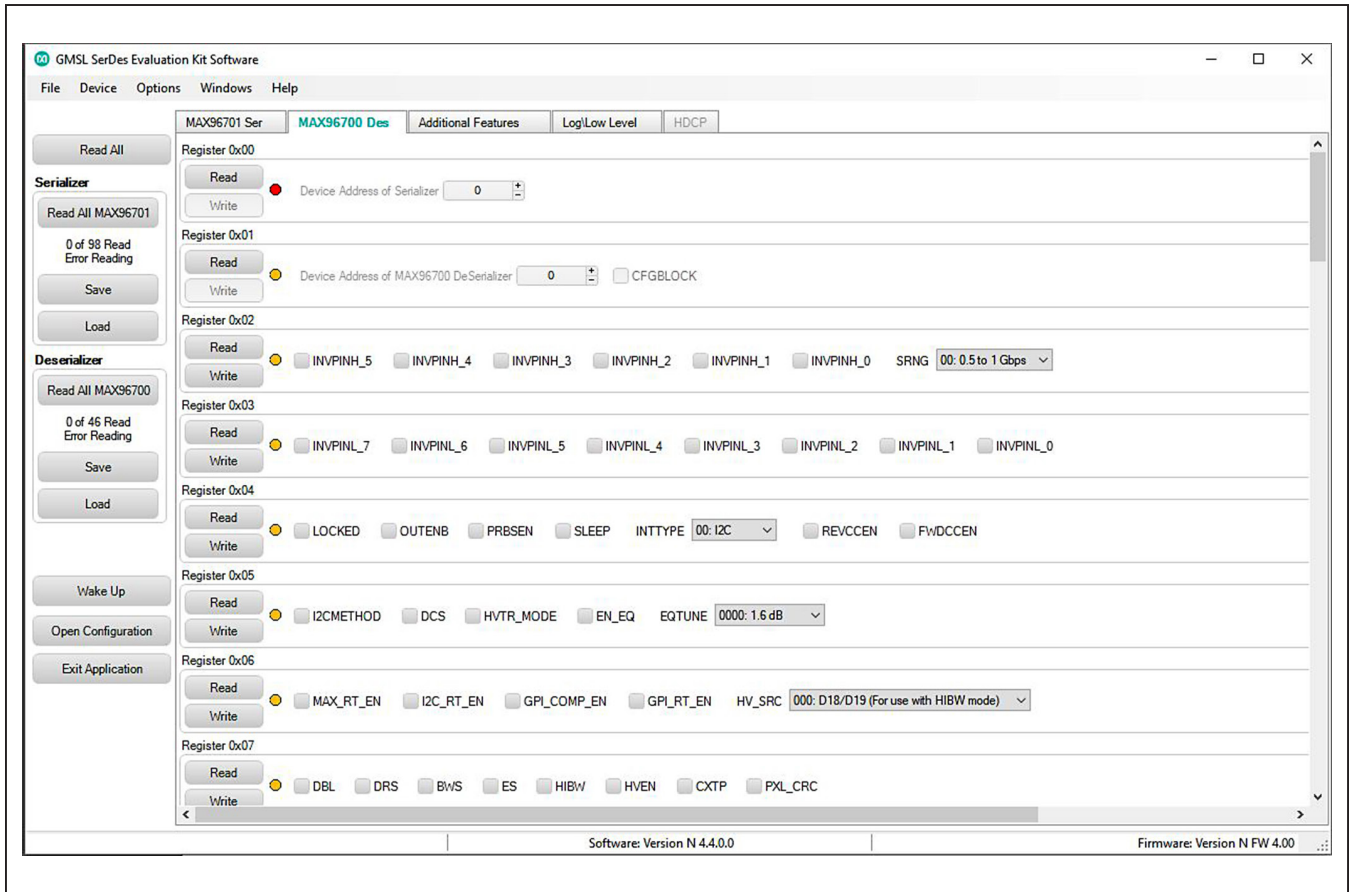 GMSL SerDes Evaluation Kit Software
File Device Options Windows Help
MAX96701 Ser MAX96700 Des Additional Features Log\Low Level HDCP
Read All
Serializer
Read All MAX96701
0 of 98 Read
Error Reading
Save
Load
Deserializer
Read All MAX96700
0 of 46 Read
Error Reading
Save
Load
Wake Up
Open Configuration
Exit Application
Register 0x00
Read
Write
Device Address of Serializer 0
Register 0x01
Read
Write
Device Address of MAX96700 DeSerializer 0 CFGBLOCK
Register 0x02
Read
Write
INVPINH_5 INVPINH_4 INVPINH_3 INVPINH_2 INVPINH_1 INVPINH_0 SRNG 00: 0.5 to 1 Gbps
Register 0x03
Read
Write
INVPINL_7 INVPINL_6 INVPINL_5 INVPINL_4 INVPINL_3 INVPINL_2 INVPINL_1 INVPINL_0
Register 0x04
Read
Write
LOCKED OUTENB PRBSEN SLEEP INTTYPE 00: I2C REVCCEN FWDCCEN
Register 0x05
Read
Write
I2CMETHOD DCS HVTR_MODE EN_EQ EQTUNE 0000: 1.6 dB
Register 0x06
Read
Write
MAX_RT_EN I2C_RT_EN GPI_COMP_EN GPI_RT_EN HV_SRC 000: D18/D19 (For use with HIBW mode)
Register 0x07
Read
Write
DBL DRS BWS ES HIBW HVEN CXTP PXL_CRC
Software: Version N 4.4.0.0
Firmware: Version N FW 4.00